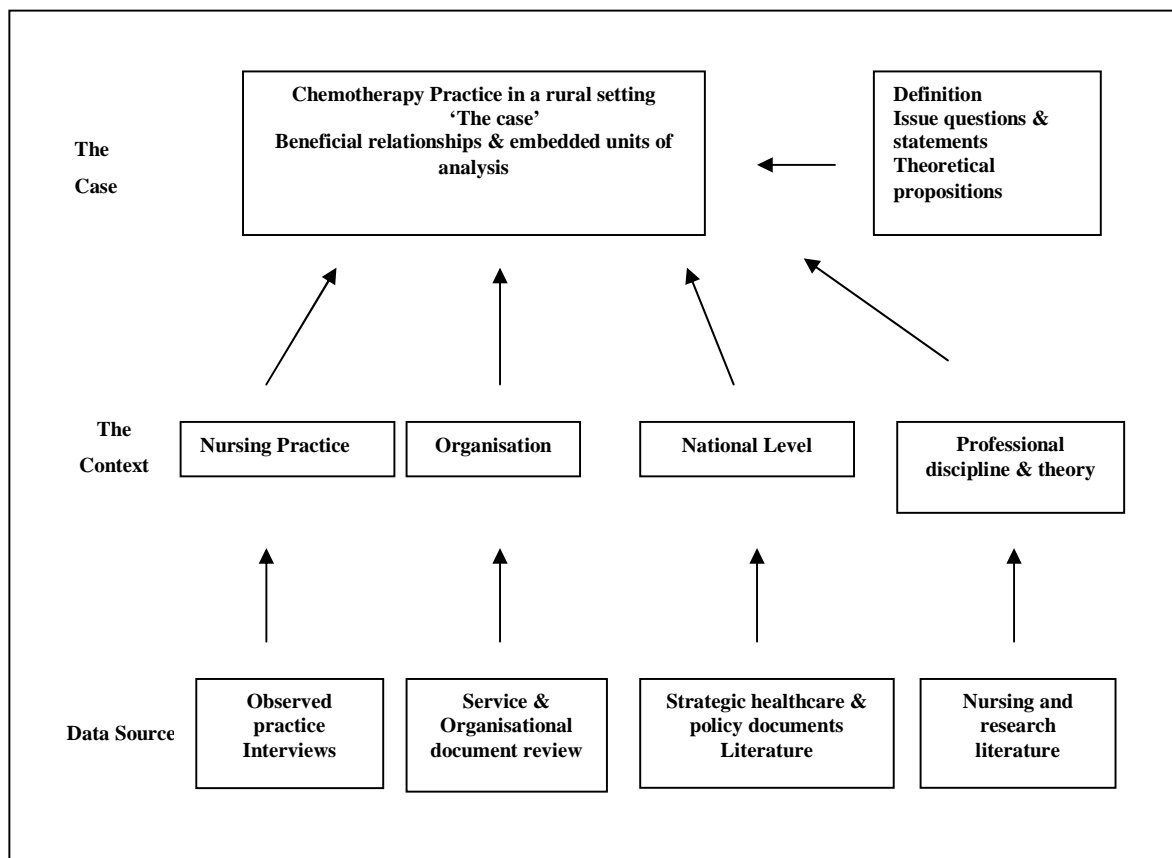 The
Case
Chemotherapy Practice in a rural setting
‘The case’
Beneficial relationships & embedded units of
analysis
Definition
Issue questions &
statements
Theoretical
propositions
The
Context
Nursing Practice
Organisation
National Level
Professional
discipline & theory
Data Source
Observed
practice
Interviews
Service &
Organisational
document review
Strategic healthcare &
policy documents
Literature
Nursing and
research
literature